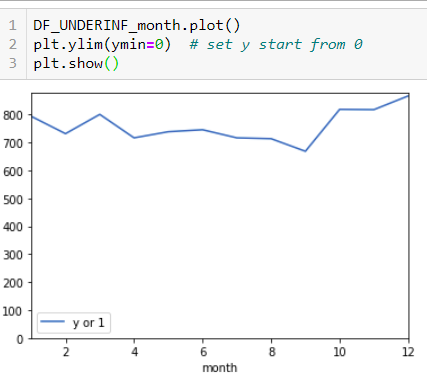 1 DF_UNDERINF_month.plot()
2 plt.ylim(ymin=0)  # set y start from 0
3 plt.show()
800
700
600
500
400
300
200
100
0
y or 1
2 4 6 8 10 12
month